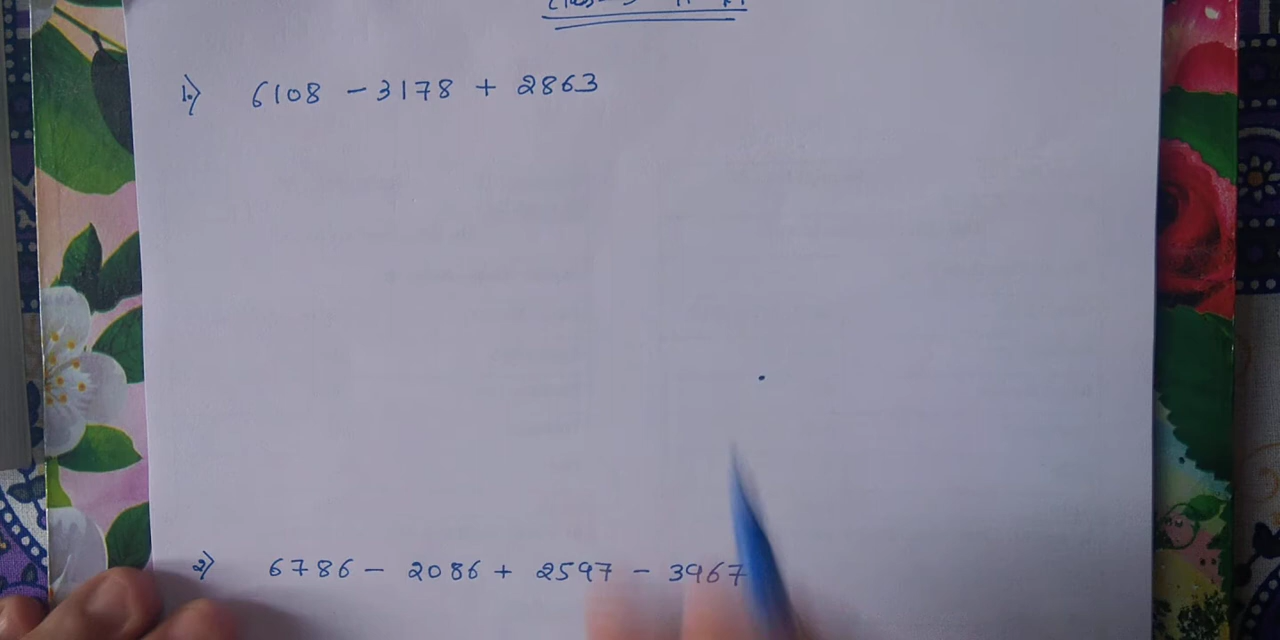 1.) 6108 - 3178 + 2863
2) 6786 - 2086 + 2597 - 3967